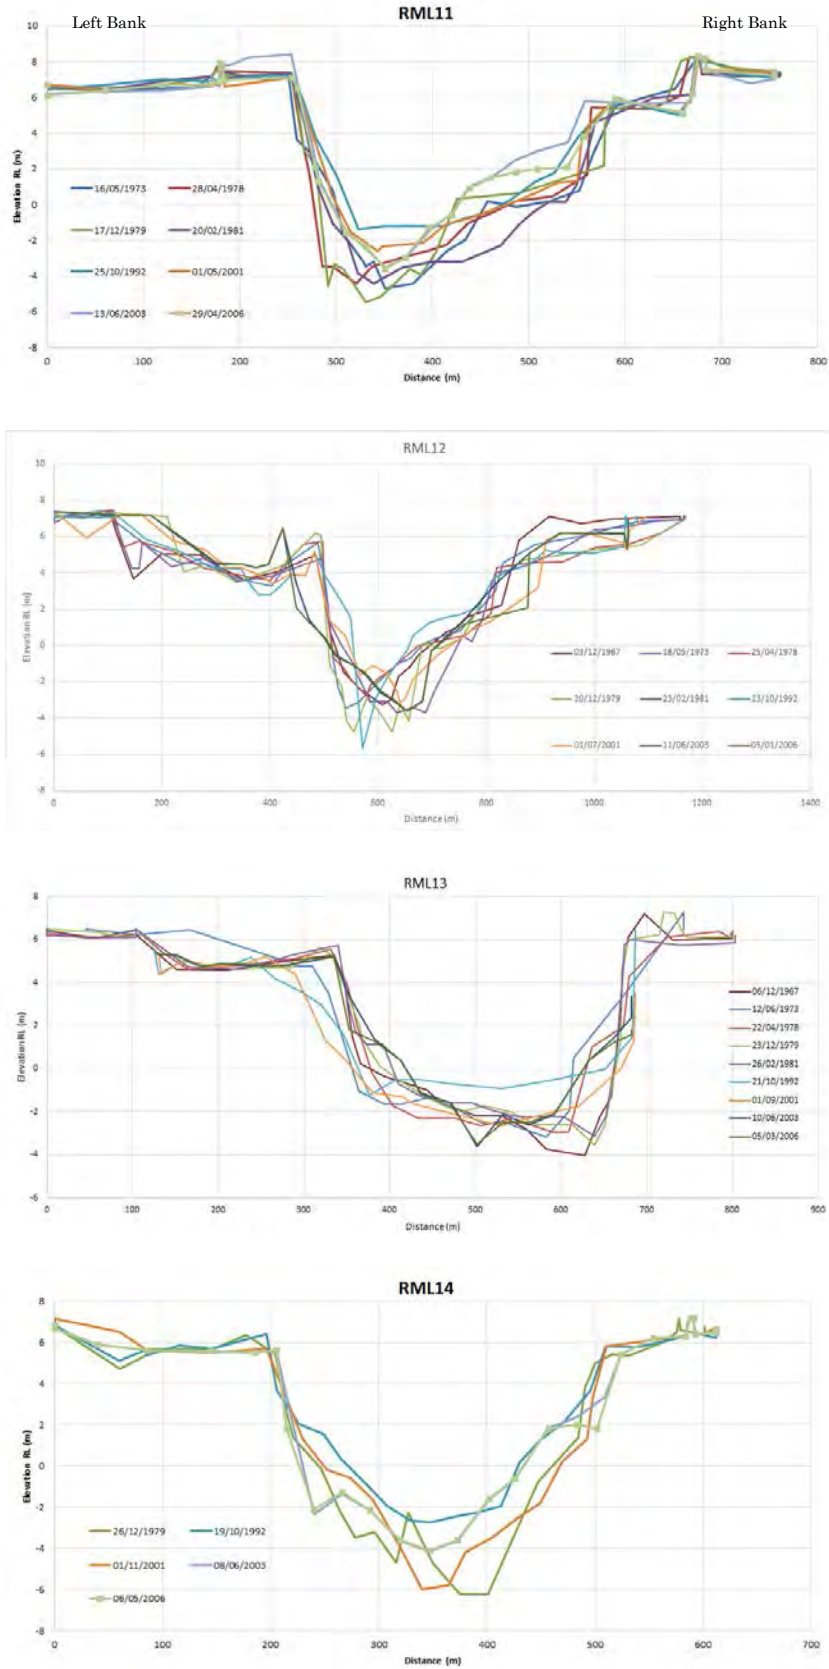 RML11
Left Bank Right Bank
10
8
6
4
2
0
-2
-4
-6
-8
Elevation RL (m)
16/05/1973 28/04/1978
17/12/1979 20/02/1981
25/10/1992 01/05/2001
13/06/2003 29/04/2006
0 100 200 300 400 500 600 700 800
Distance (m)
RML12
10
8
6
4
2
0
-2
-4
-6
-8
Elevation RL (m)
03/12/1967 18/05/1973 25/04/1978
20/12/1979 23/02/1981 23/10/1992
01/07/2001 11/06/2003 05/01/2006
0 200 400 600 800 1000 1200 1400
Distance (m)
RML13
8
6
4
2
0
-2
-4
-6
Elevation RL (m)
06/12/1967
12/06/1973
22/04/1978
23/12/1979
26/02/1981
21/10/1992
01/09/2001
10/06/2003
05/03/2006
0 100 200 300 400 500 600 700 800 900
Distance (m)
RML14
8
6
4
2
0
-2
-4
-6
-8
Elevation RL (m)
26/12/1979 19/10/1992
01/11/2001 08/06/2003
06/05/2006
0 100 200 300 400 500 600 700
Distance (m)